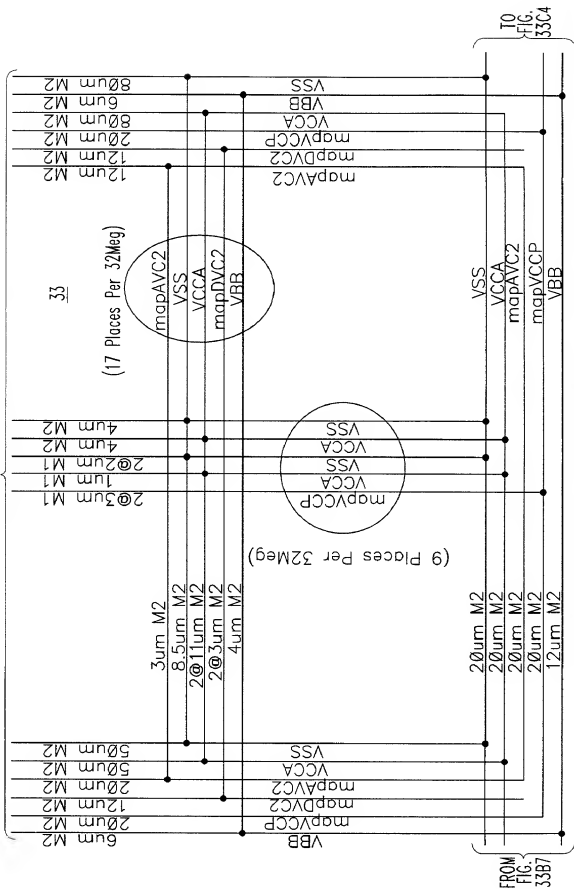 80um M2
6um M2
80um M2
20um M2
12um M2
12um M2
VSS
VBB
VCCA
mapVCCP
mapDVC2
mapAVC2
TO
FIG.
33C4
33
(17 Places Per 32Meg)
mapAVC2
VSS
VCCA
mapDVC2
VBB
VSS
VCCA
mapAVC2
mapVCCP
VBB
4um M2
4um M2
2@2um M1
1um M1
2@3um M1
VSS
VCCA
VSS
VCCA
mapVCCP
(9 Places Per 32Meg)
3um M2
8.5um M2
2@11um M2
2@3um M2
4um M2
20um M2
20um M2
20um M2
20um M2
12um M2
50um M2
50um M2
20um M2
12um M2
20um M2
6um M2
VSS
VCCA
mapAVC2
mapDVC2
mapVCCP
VBB
FROM
FIG.
33B7